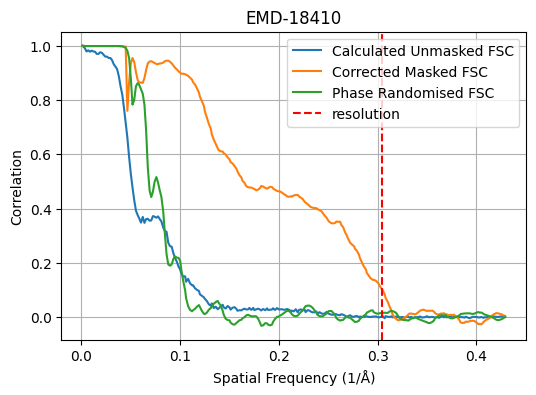 EMD-18410
Calculated Unmasked FSC
Corrected Masked FSC
Phase Randomised FSC
resolution
Correlation
1.0
0.8
0.6
0.4
0.2
0.0
0.0 0.1 0.2 0.3 0.4
Spatial Frequency (1/Å)